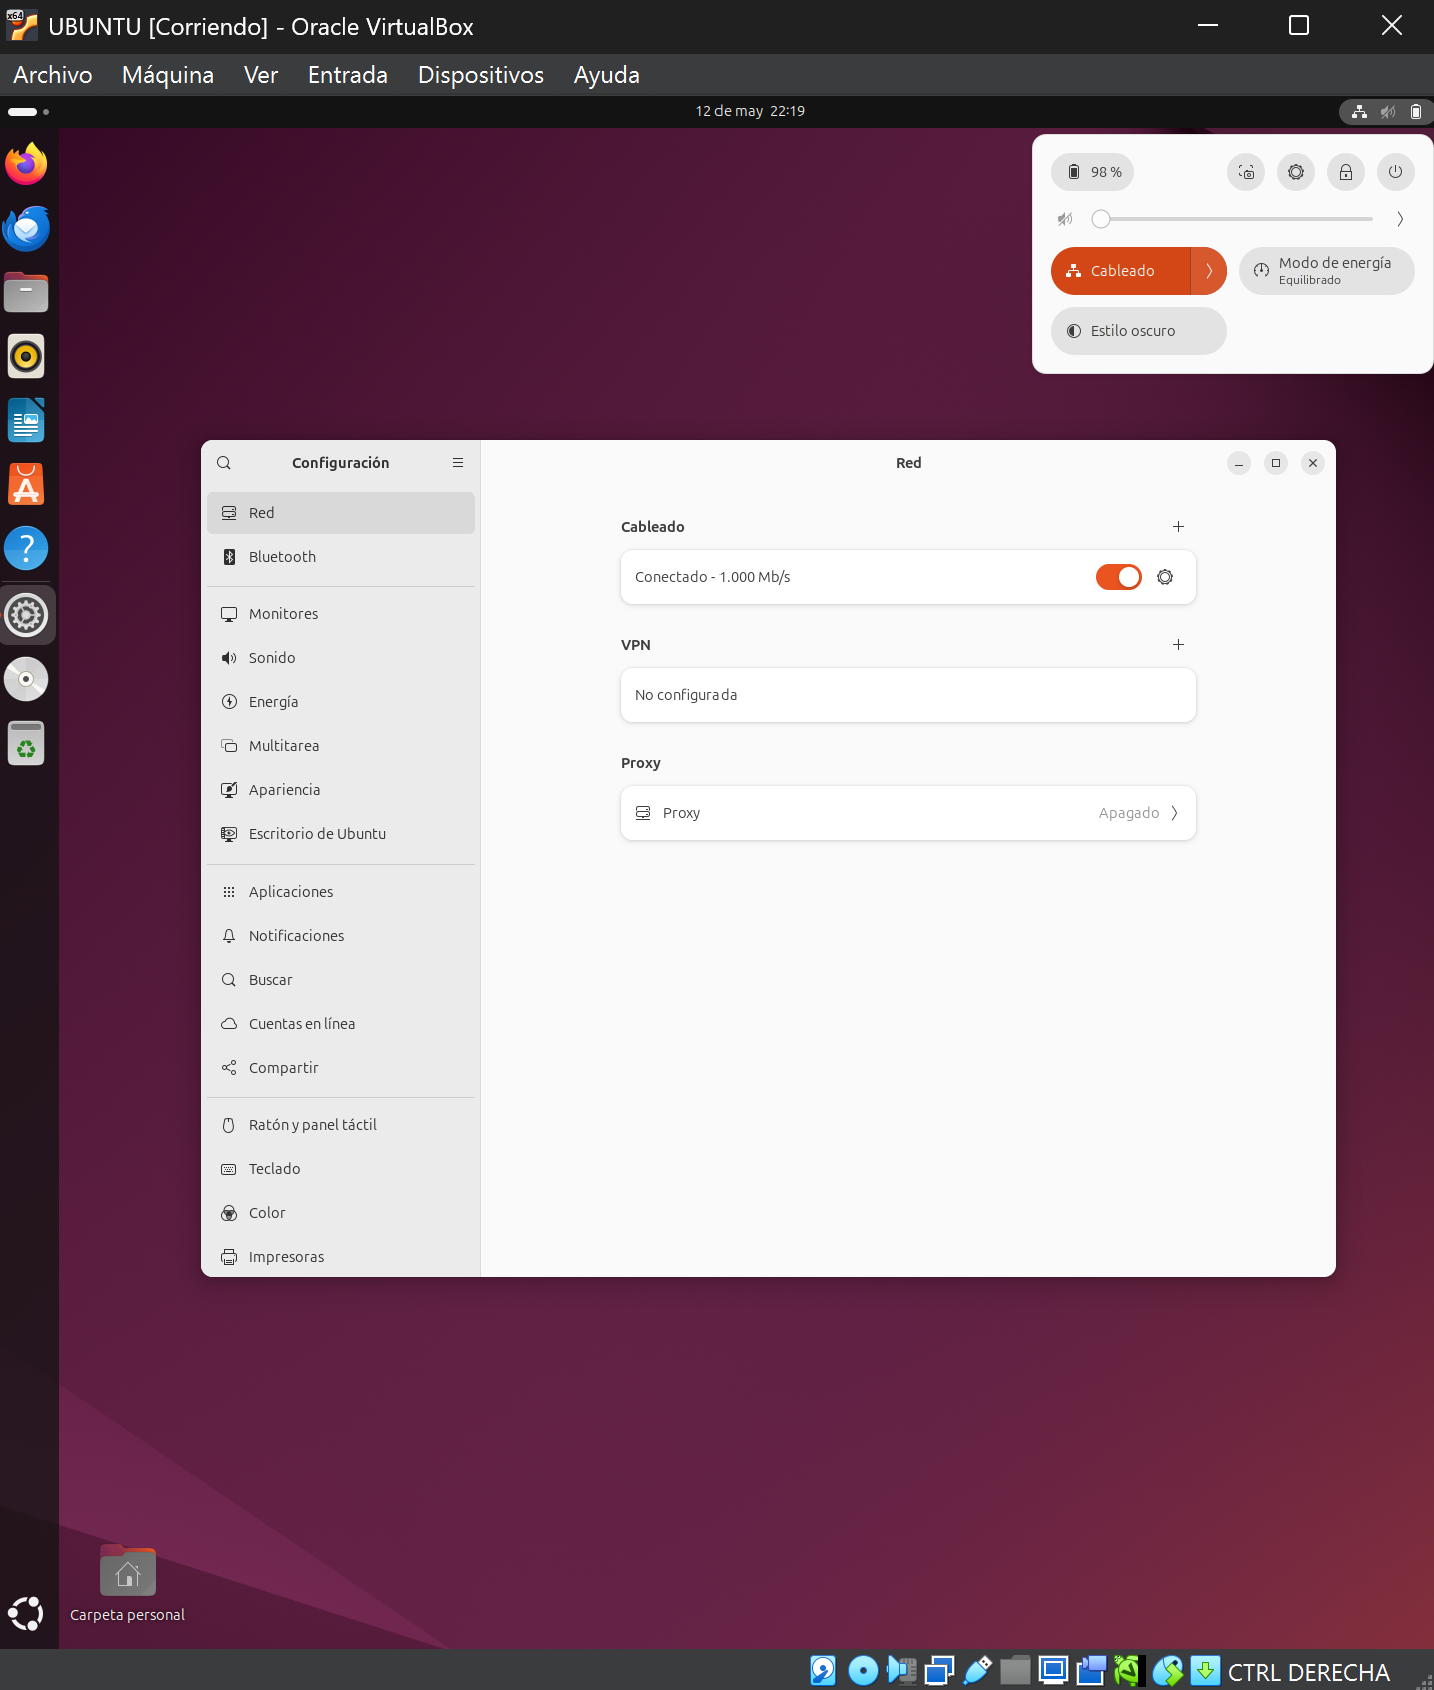 UBUNTU [Corriendo] - Oracle VirtualBox
Archivo Máquina Ver Entrada Dispositivos Ayuda
12 de may 22:19
98 %
Cableado
Modo de energía
Equilibrado
Estilo oscuro
Configuración
Red
Red
Bluetooth
Monitores
Sonido
Energía
Multitarea
Apariencia
Escritorio de Ubuntu
Aplicaciones
Notificaciones
Buscar
Cuentas en línea
Compartir
Ratón y panel táctil
Teclado
Color
Impresoras
Cableado
Conectado - 1.000 Mb/s
VPN
No configurada
Proxy
Proxy Apagado
Carpeta personal
CTRL DERECHA